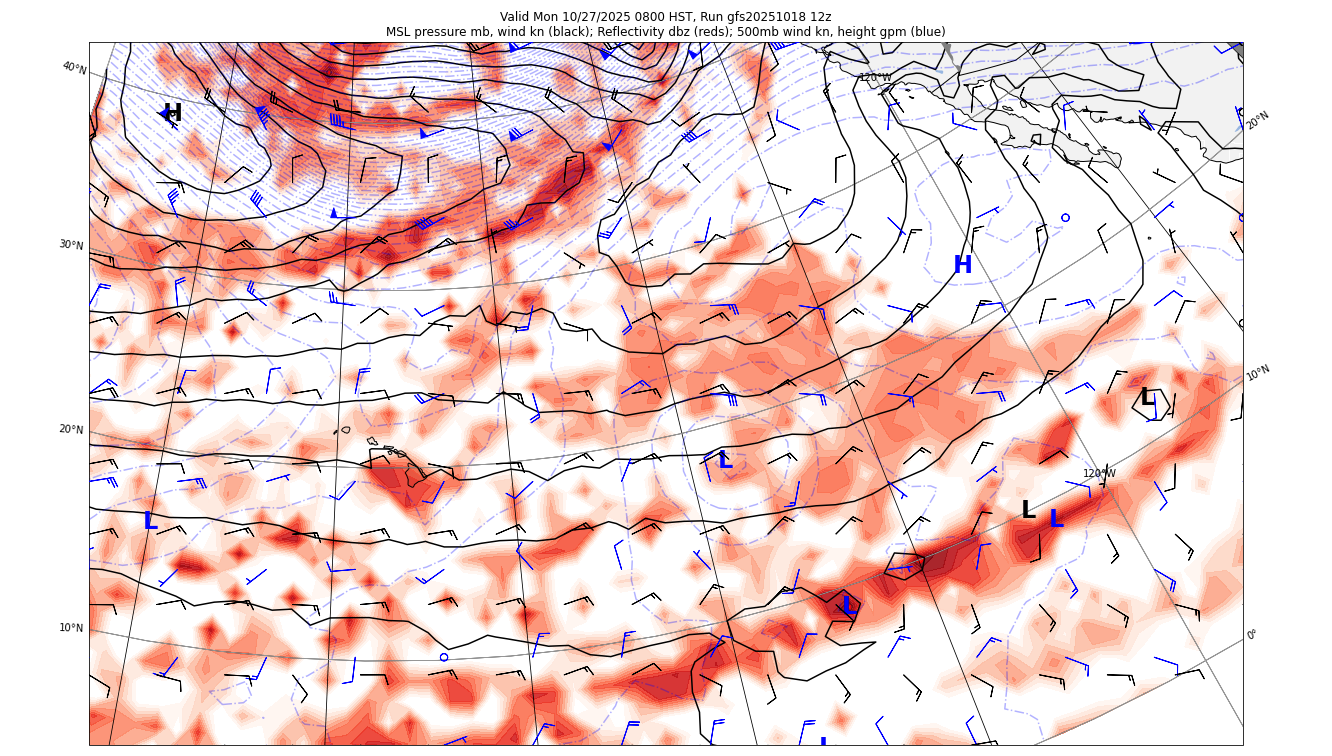 Valid Mon 10/27/2025 0800 HST, Run gfs20251018 12z
MSL pressure mb, wind kn (black); Reflectivity dbz (reds); 500mb wind kn, height gpm (blue)
40°N
120°W
H
20°N
30°N
H
10°N
L
20°N
L
120°W
L
L
L
L
10°N
0°
L